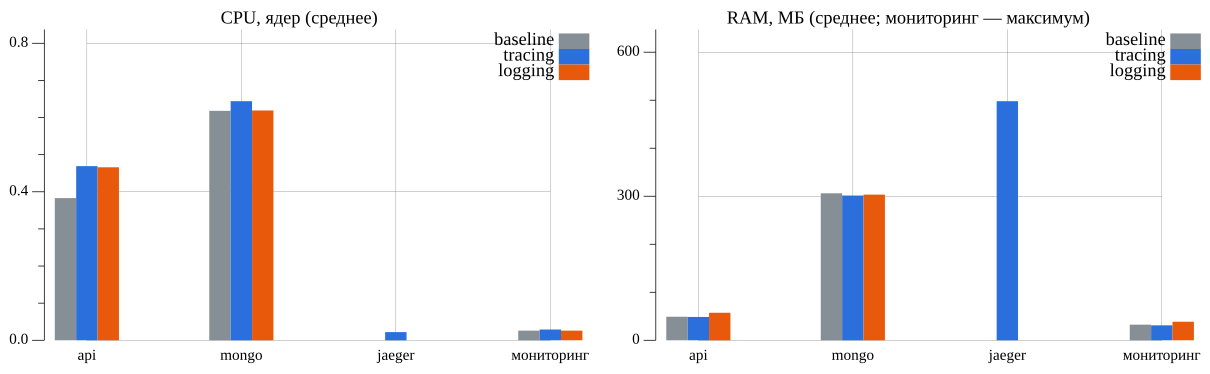 CPU, ядер (среднее)
0.8
0.4
0.0
baseline
tracing
logging
api
mongo
jaeger
мониторинг
RAM, МБ (среднее; мониторинг — максимум)
600
300
0
baseline
tracing
logging
api
mongo
jaeger
мониторинг